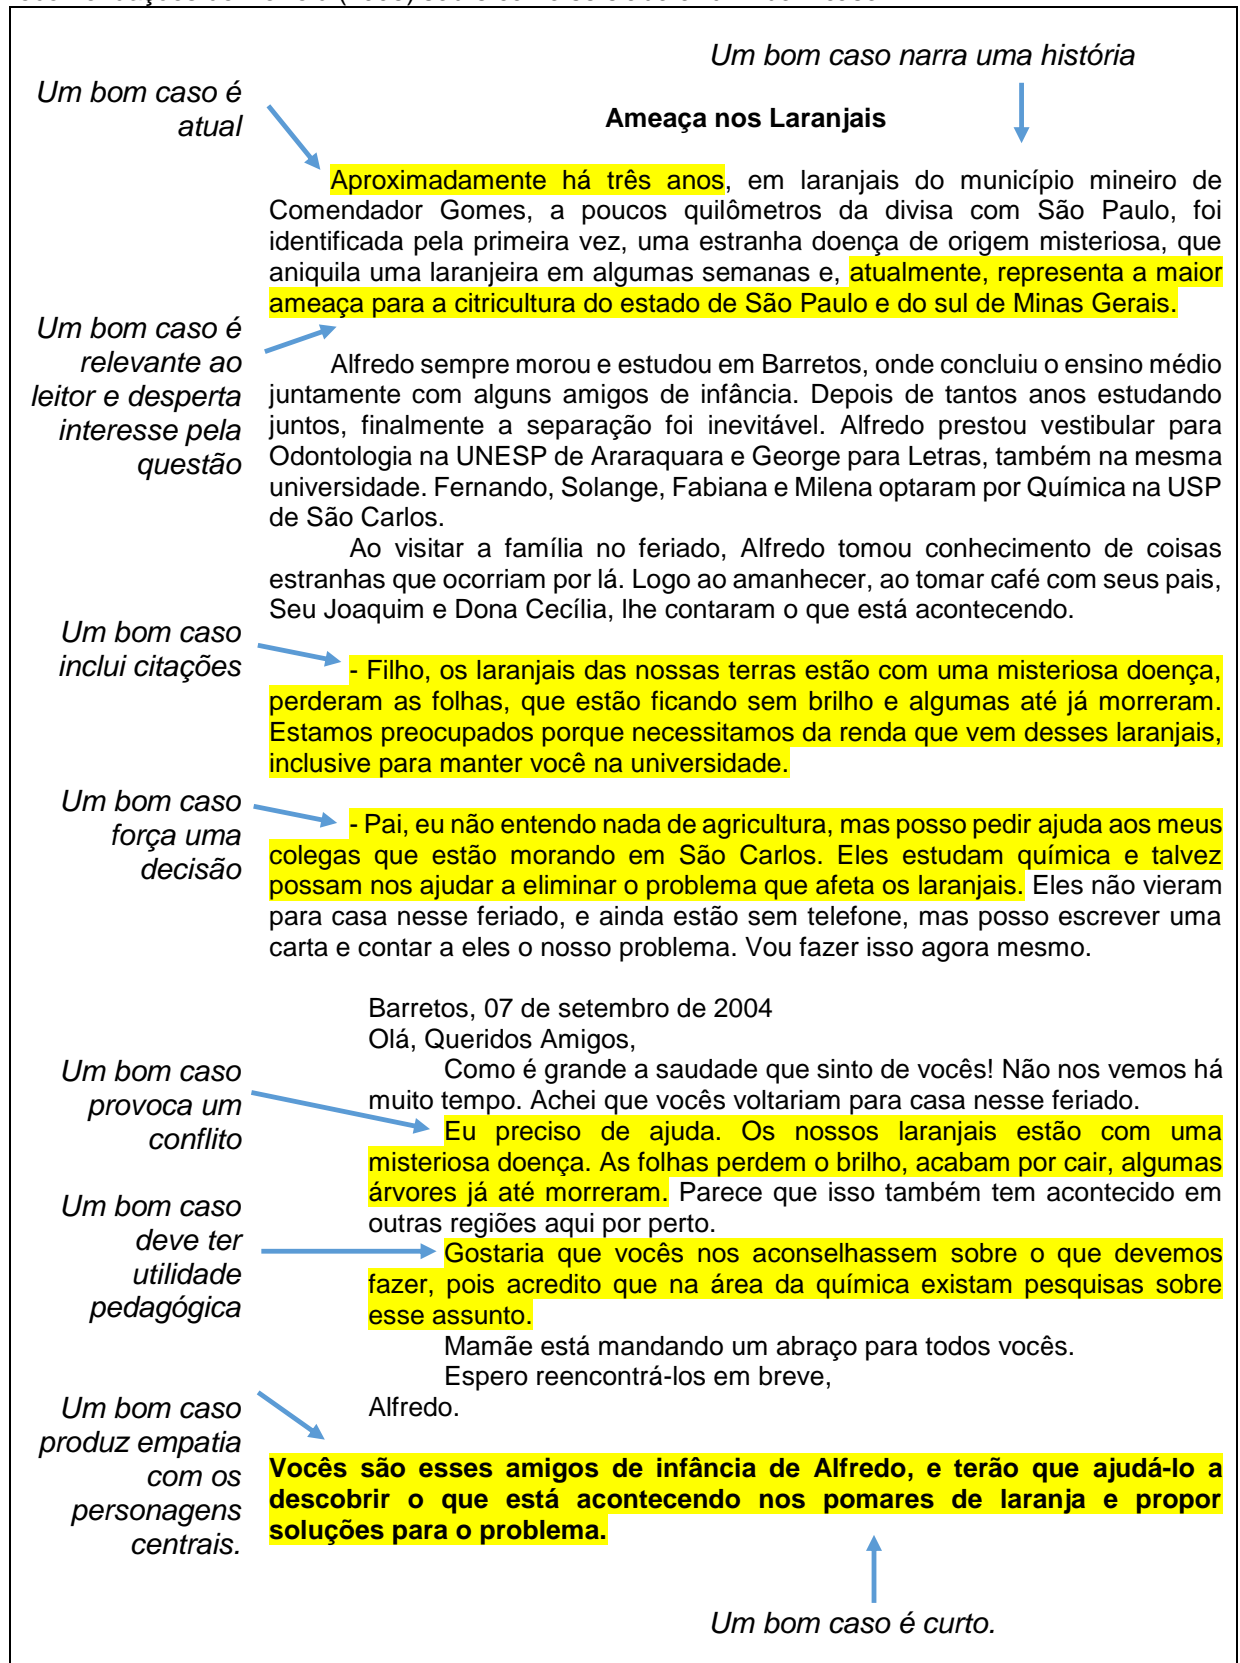 Um bom caso narra uma história
Um bom caso é
atual
Ameaça nos Laranjais
Aproximadamente há três anos, em laranjais do município mineiro de
Comendador Gomes, a poucos quilômetros da divisa com São Paulo, foi
identificada pela primeira vez, uma estranha doença de origem misteriosa, que
aniquila uma laranjeira em algumas semanas e, atualmente, representa a maior
ameaça para a citricultura do estado de São Paulo e do sul de Minas Gerais.
Um bom caso é
relevante ao
leitor e desperta
interesse pela
questão
Alfredo sempre morou e estudou em Barretos, onde concluiu o ensino médio
juntamente com alguns amigos de infância. Depois de tantos anos estudando
juntos, finalmente a separação foi inevitável. Alfredo prestou vestibular para
Odontologia na UNESP de Araraquara e George para Letras, também na mesma
universidade. Fernando, Solange, Fabiana e Milena optaram por Química na USP
de São Carlos.
Ao visitar a família no feriado, Alfredo tomou conhecimento de coisas
estranhas que ocorriam por lá. Logo ao amanhecer, ao tomar café com seus pais,
Seu Joaquim e Dona Cecília, lhe contaram o que está acontecendo.
Um bom caso
inclui citações
- Filho, os laranjais das nossas terras estão com uma misteriosa doença,
perderam as folhas, que estão ficando sem brilho e algumas até já morreram.
Estamos preocupados porque necessitamos da renda que vem desses laranjais,
inclusive para manter você na universidade.
Um bom caso
força uma
decisão
- Pai, eu não entendo nada de agricultura, mas posso pedir ajuda aos meus
colegas que estão morando em São Carlos. Eles estudam química e talvez
possam nos ajudar a eliminar o problema que afeta os laranjais. Eles não vieram
para casa nesse feriado, e ainda estão sem telefone, mas posso escrever uma
carta e contar a eles o nosso problema. Vou fazer isso agora mesmo.
Barretos, 07 de setembro de 2004
Olá, Queridos Amigos,
Como é grande a saudade que sinto de vocês! Não nos vemos há
muito tempo. Achei que vocês voltariam para casa nesse feriado.
Um bom caso
provoca um
conflito
Eu preciso de ajuda. Os nossos laranjais estão com uma
misteriosa doença. As folhas perdem o brilho, acabam por cair, algumas
árvores já até morreram. Parece que isso também tem acontecido em
outras regiões aqui por perto.
Um bom caso
deve ter
utilidade
pedagógica
Gostaria que vocês nos aconselhassem sobre o que devemos
fazer, pois acredito que na área da química existam pesquisas sobre
esse assunto.
Mamãe está mandando um abraço para todos vocês.
Espero reencontrá-los em breve,
Alfredo.
Um bom caso
produz empatia
com os
personagens
centrais.
Vocês são esses amigos de infância de Alfredo, e terão que ajudá-lo a
descobrir o que está acontecendo nos pomares de laranja e propor
soluções para o problema.
Um bom caso é curto.